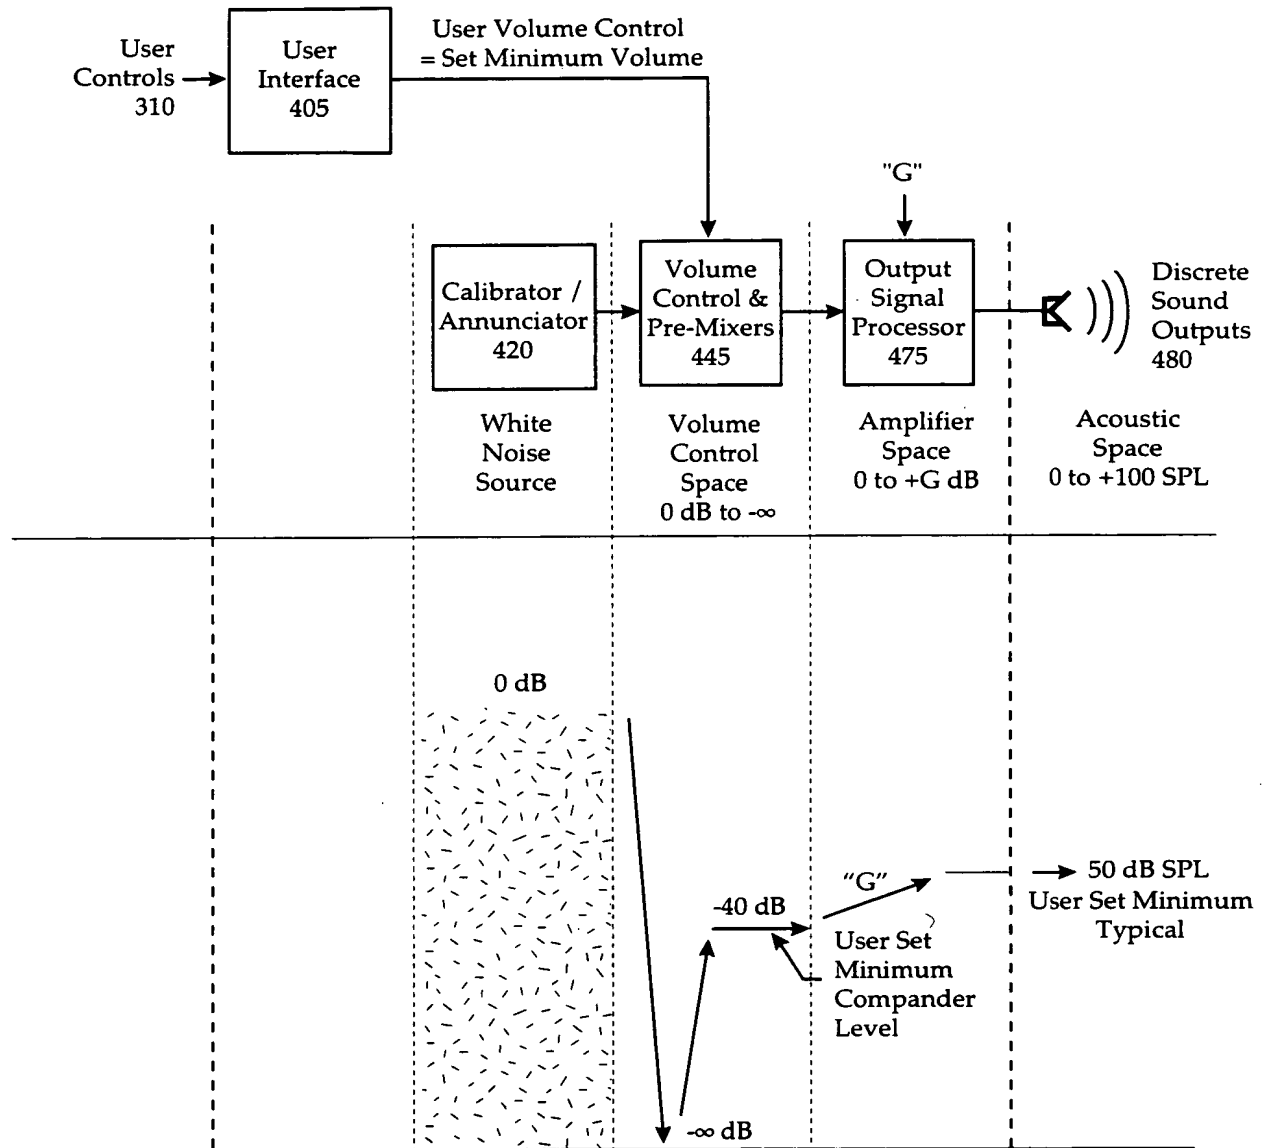 User
Controls
310
User
Interface
405
User Volume Control
= Set Minimum Volume
"G"
Calibrator /
Annunciator
420
Volume
Control &
Pre-Mixers
445
Output
Signal
Processor
475
Discrete
Sound
Outputs
480
White
Noise
Source
Volume
Control
Space
0 dB to -∞
Amplifier
Space
0 to +G dB
Acoustic
Space
0 to +100 SPL
0 dB
-40 dB
"G"
User Set
Minimum
Compander
Level
50 dB SPL
User Set Minimum
Typical
-∞ dB